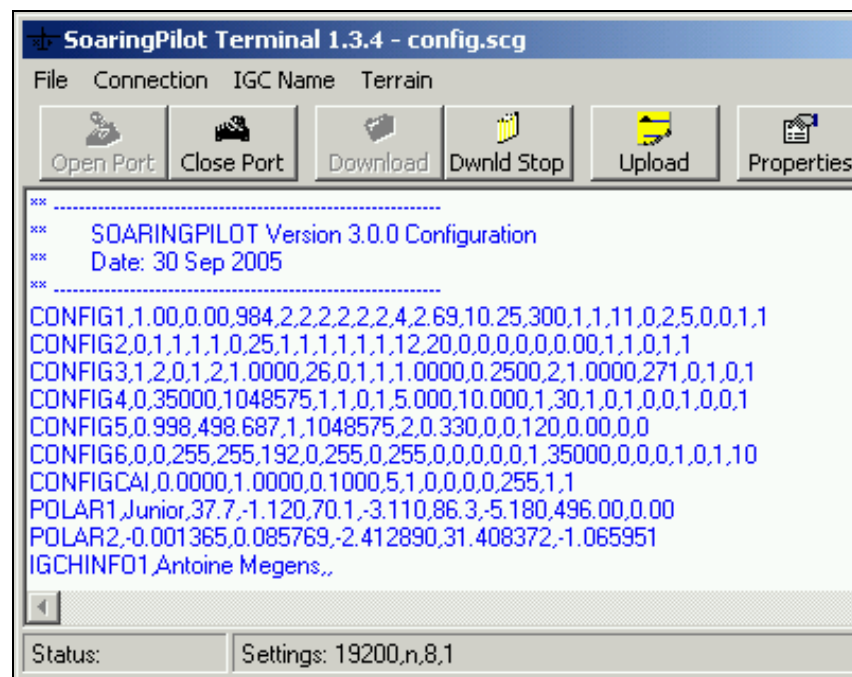 SoaringPilot Terminal 1.3.4 - config.scg
File Connection IGC Name Terrain
Open Port Close Port Download Dwnld Stop Upload Properties
** -------------------------------------------------------
** SOARINGPILOT Version 3.0.0 Configuration
** Date: 30 Sep 2005
** -------------------------------------------------------
CONFIG1,1.00,0.00,984,2,2,2,2,2,2,4,2.69,10.25,300,1,1,11,0,2,5,0,0,1,1
CONFIG2,0,1,1,1,1,0,25,1,1,1,1,1,1,12,20,0,0,0,0,0,0.00,1,1,0,1,1
CONFIG3,1,2,0,1,2,1.0000,26,0,1,1,1.0000,0.2500,2,1.0000,271,0,1,0,1
CONFIG4,0,35000,1048575,1,1,0,1,5.000,10.000,1,30,1,0,1,0,0,1,0,0,1
CONFIG5,0.998,498.687,1,1048575,2,0.330,0,0,120,0.00,0,0
CONFIG6,0,0,255,255,192,0,255,0,255,0,0,0,0,0,1,35000,0,0,0,1,0,1,10
CONFIGCAI,0.0000,1.0000,0.1000,5,1,0,0,0,0,255,1,1
POLAR1,Junior,37.7,-1.120,70.1,-3.110,86.3,-5.180,496.00,0.00
POLAR2,-0.001365,0.085769,-2.412890,31.408372,-1.065951
IGCHINFO1,Antoine Megens,,
Status: Settings: 19200,n,8,1